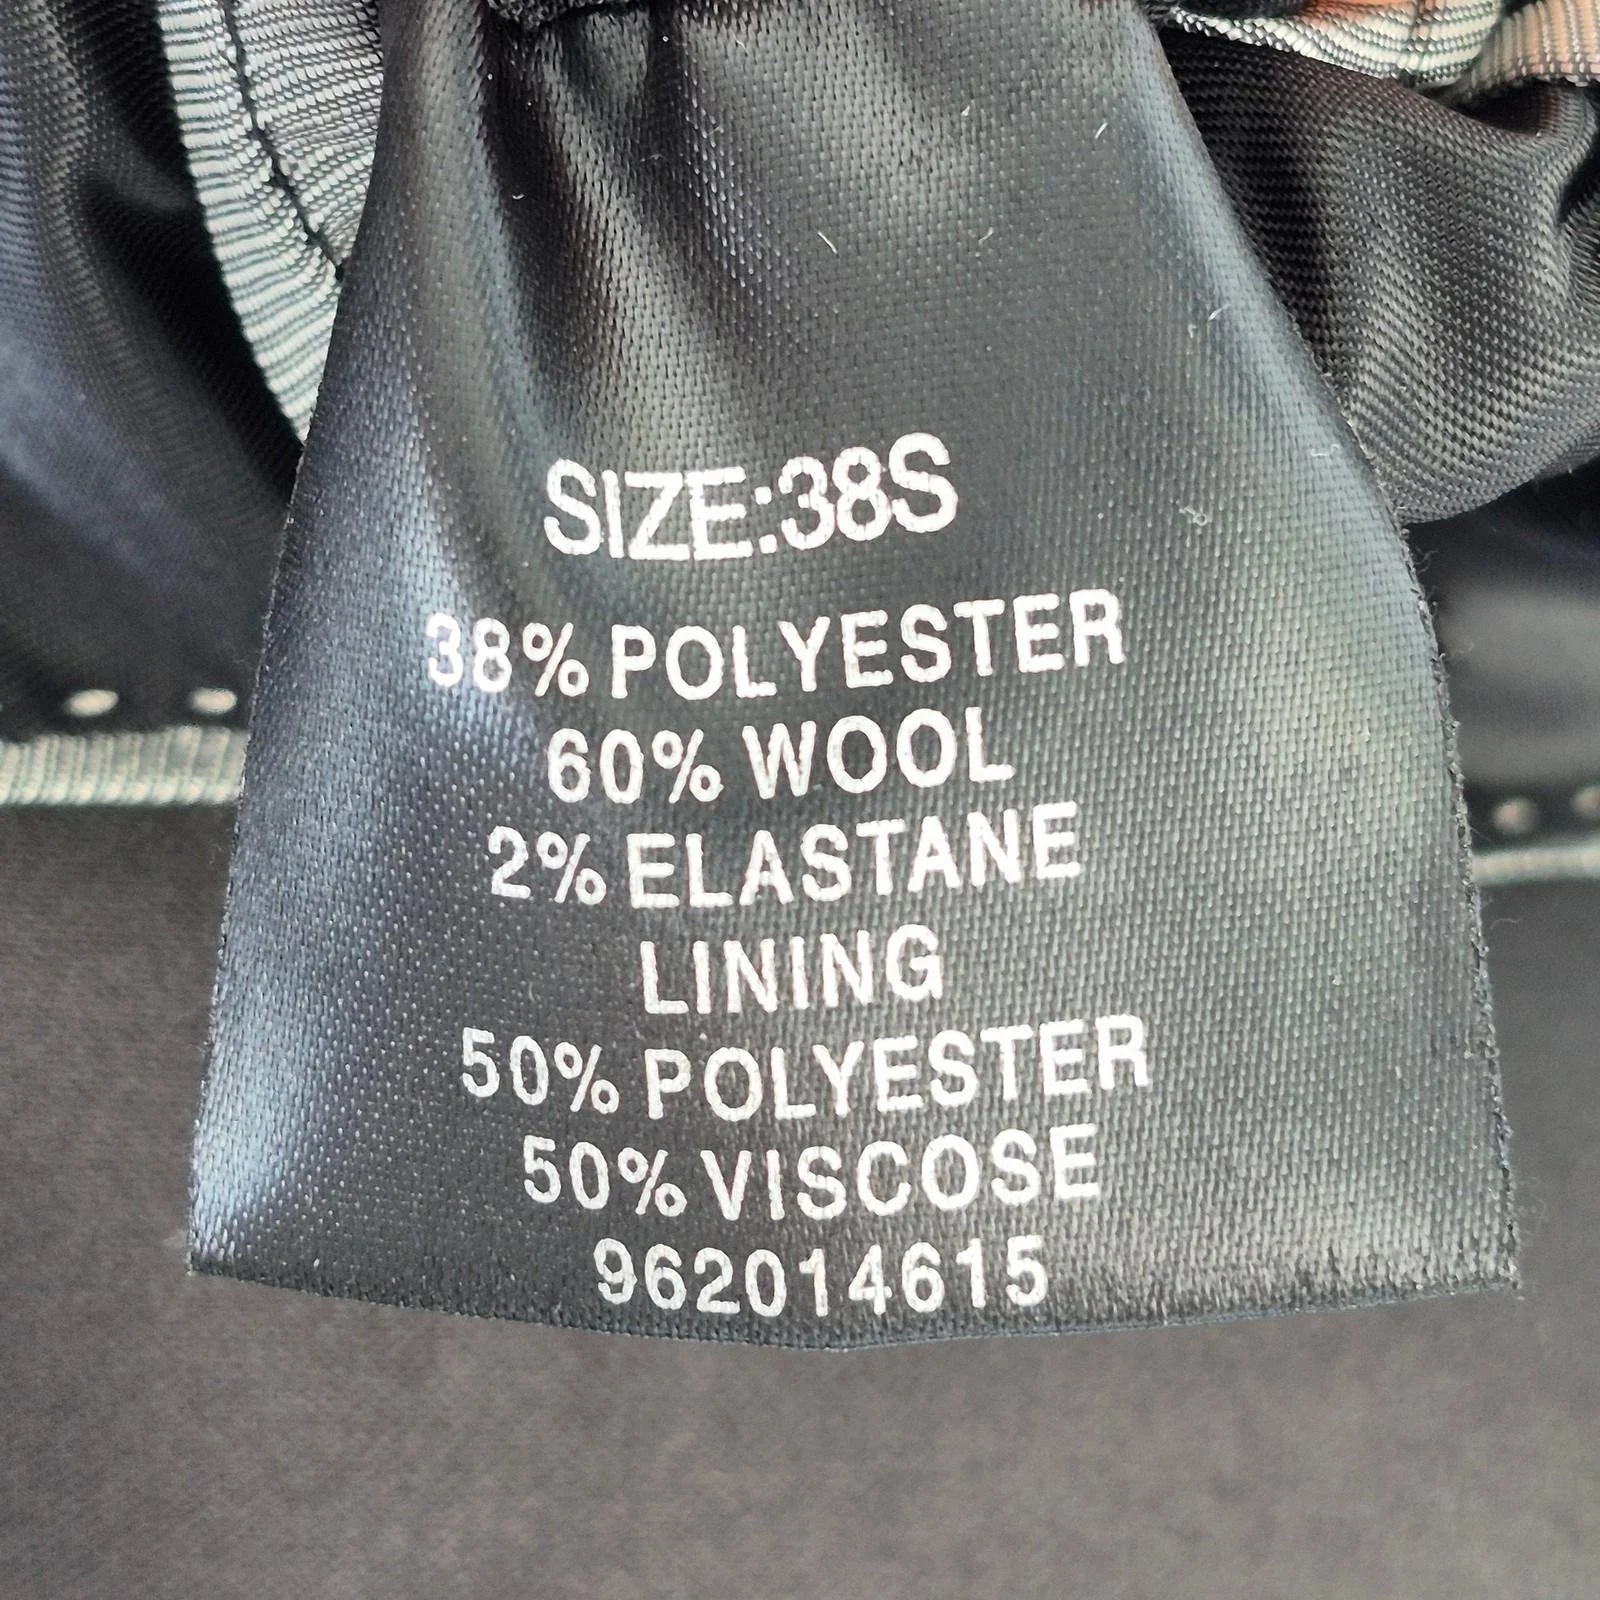 SIZE:38S
38% POLYESTER
60% WOOL
2% ELASTANE
LINING
50% POLYESTER
50% VISCOSE
962014615